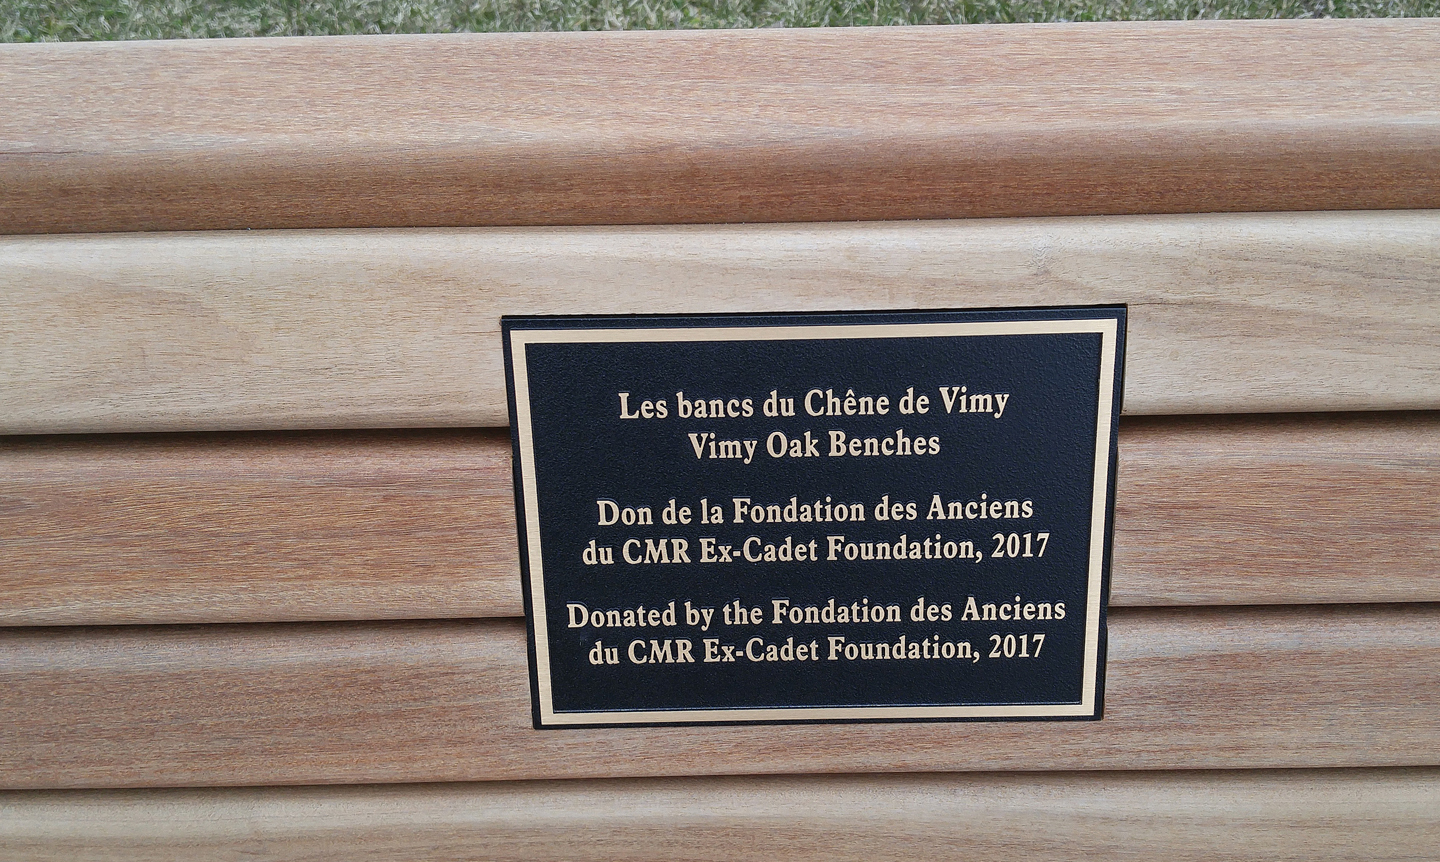 Les bancs du Chêne de Vimy
Vimy Oak Benches
Don de la Fondation des Anciens
du CMR Ex-Cadet Foundation, 2017
Donated by the Fondation des Anciens
du CMR Ex-Cadet Foundation, 2017